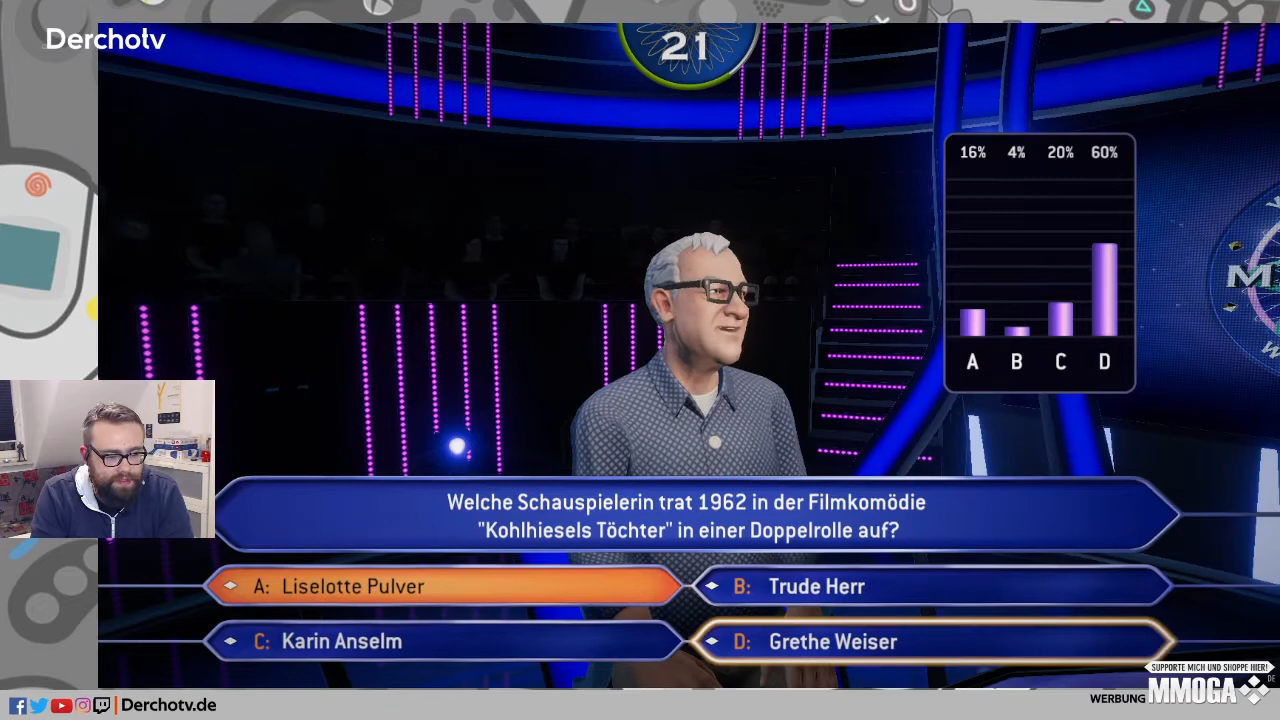 Derchotv
21
16% 4% 20% 60%
A B C D
M
Welche Schauspielerin trat 1962 in der Filmkomödie
"Kohlhiesels Töchter" in einer Doppelrolle auf?
A: Liselotte Pulver
B: Trude Herr
C: Karin Anselm
D: Grethe Weiser
SUPPORTE MICH UND SHOPPE HIER!
WERBUNG MMOGA .DE
Derchotv.de